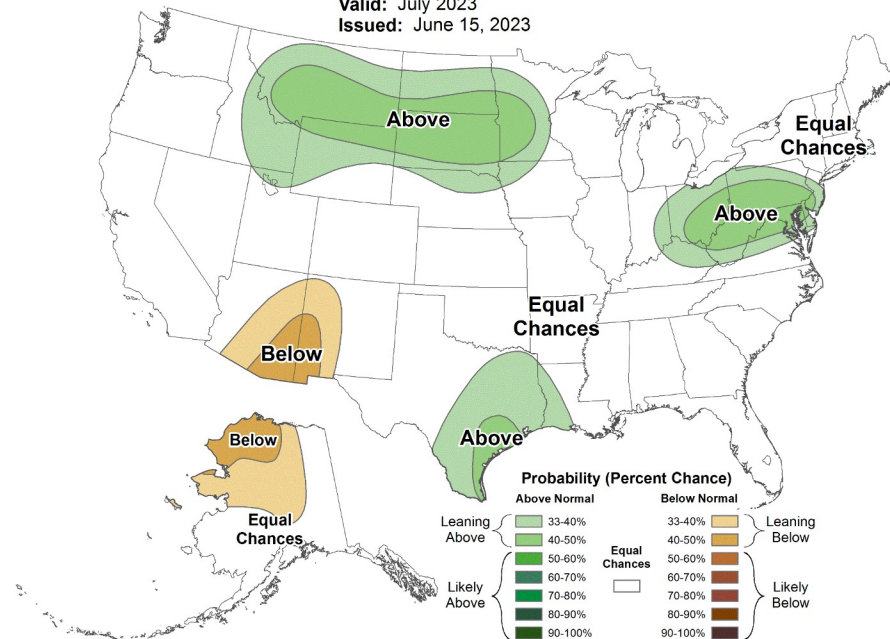 Valid: July 2023
Issued: June 15, 2023
Above
Equal
Chances
Above
Equal
Chances
Below
Above
Below
Equal
Chances
Probability (Percent Chance)
Above Normal
Below Normal
Leaning
Above
33-40%
40-50%
50-60%
60-70%
70-80%
80-90%
90-100%
Likely
Above
Equal
Chances
33-40%
40-50%
50-60%
60-70%
70-80%
80-90%
90-100%
Leaning
Below
Likely
Below